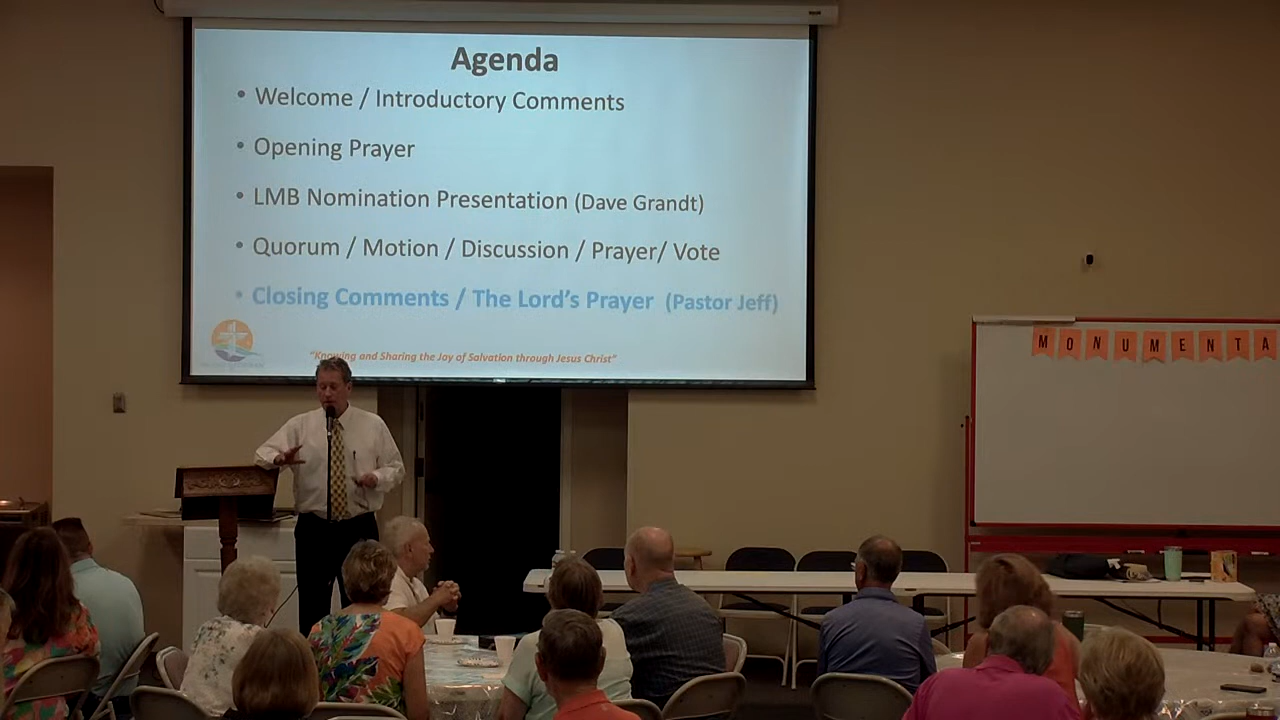 Agenda
• Welcome / Introductory Comments
• Opening Prayer
• LMB Nomination Presentation (Dave Grandt)
• Quorum / Motion / Discussion / Prayer/ Vote
• Closing Comments / The Lord's Prayer (Pastor Jeff)
"Knowing and Sharing the Joy of Salvation through Jesus Christ"
MONUMENTA